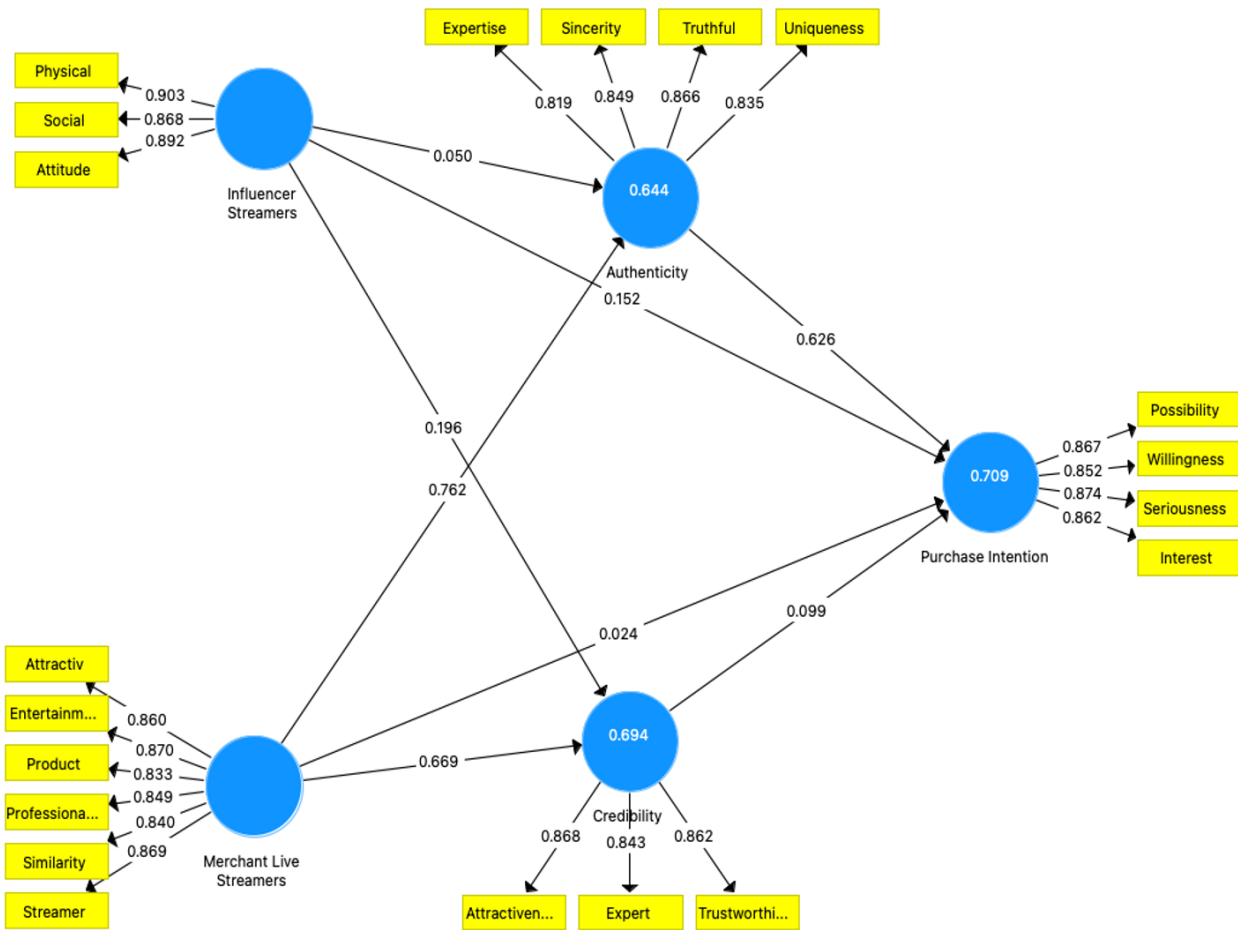 Expertise
Sincerity
Truthful
Uniqueness
Physical
Social
Attitude
0.903
0.868
0.892
0.819
0.849
0.866
0.835
Influencer
Streamers
0.050
0.644
Authenticity
0.152
0.626
0.196
0.762
Possibility
Willingness
Seriousness
Interest
0.867
0.852
0.874
0.862
0.709
Purchase Intention
0.024
0.099
Attractiv
Entertainm...
Product
Professiona...
Similarity
Streamer
0.860
0.870
0.833
0.849
0.840
0.869
Merchant Live
Streamers
0.669
0.694
Credibility
0.868
0.843
0.862
Attractiven...
Expert
Trustworthi...